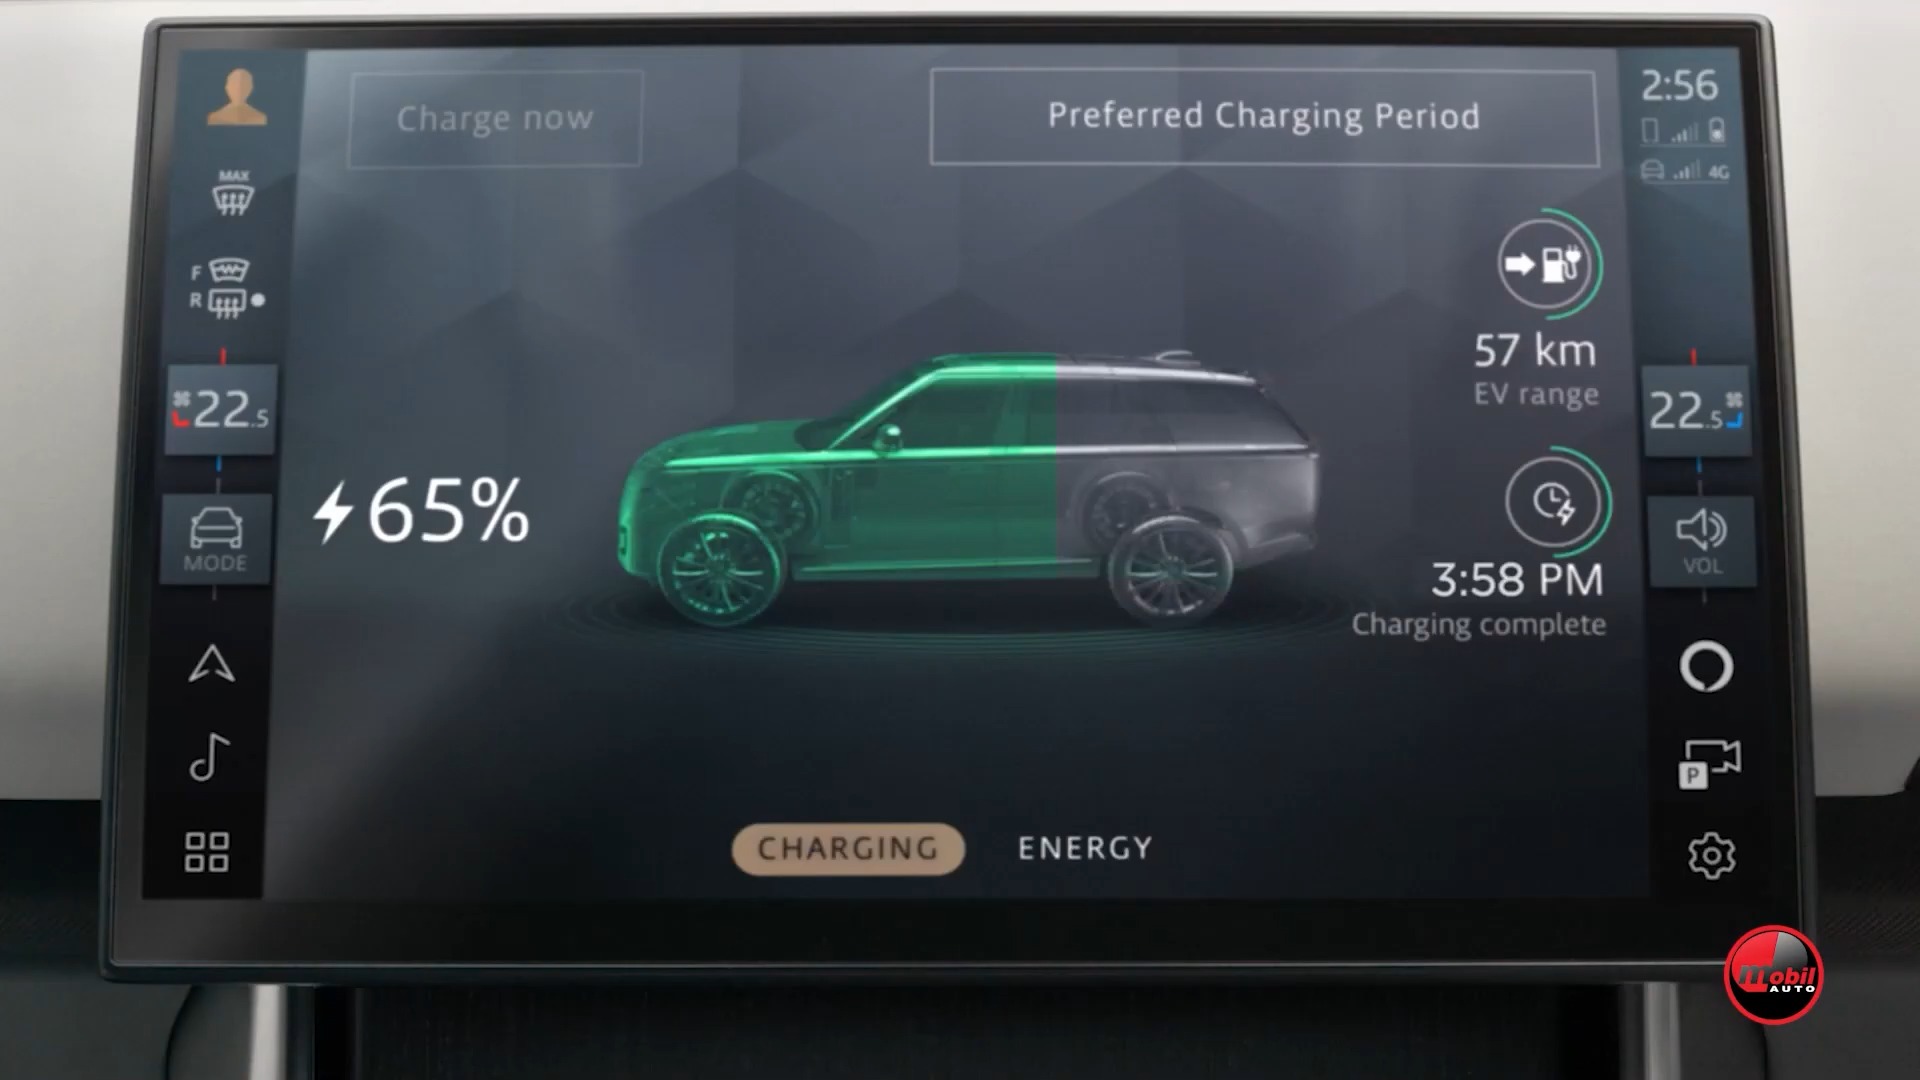 Charge now
Preferred Charging Period
2:56
4G
MAX
F
R
22.5
MODE
65%
57 km
EV range
3:58 PM
Charging complete
22.5
VOL
P
CHARGING
ENERGY
Mobil
AUTO